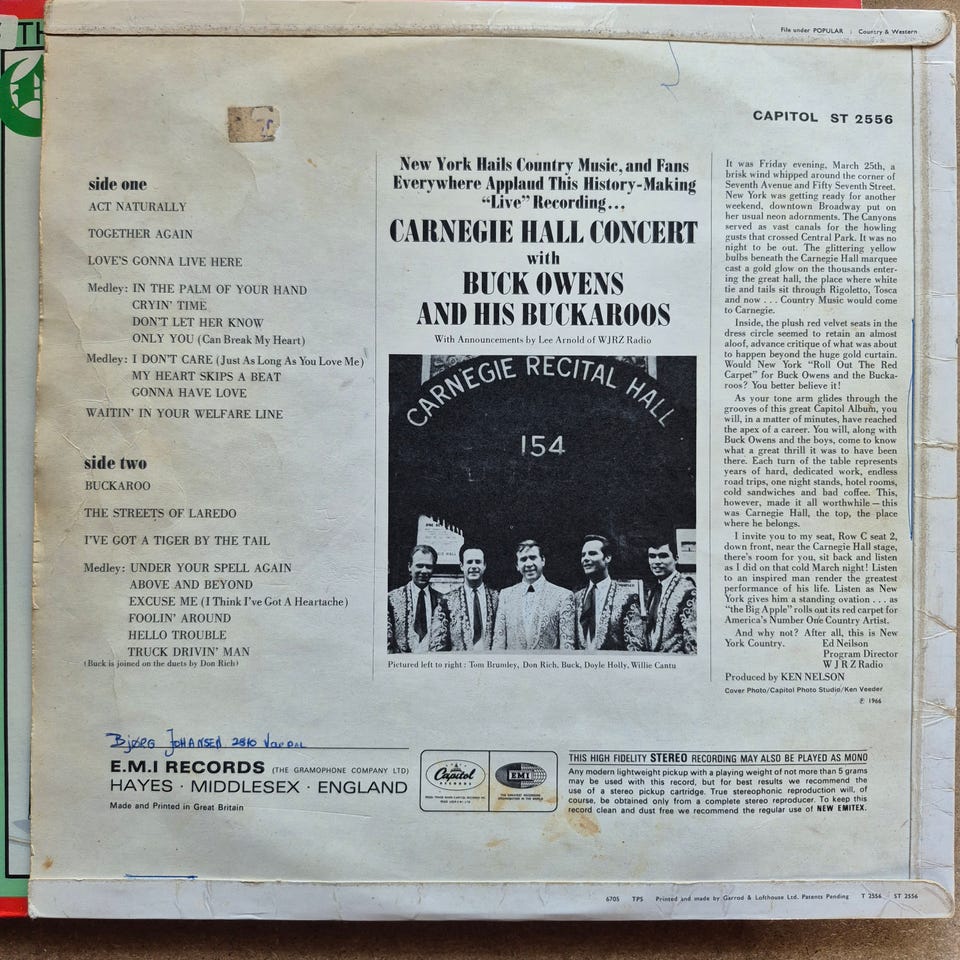 TH
File under POPULAR : Country & Western
CAPITOL ST 2556
side one
ACT NATURALLY
TOGETHER AGAIN
LOVE'S GONNA LIVE HERE
Medley: IN THE PALM OF YOUR HAND
CRYIN' TIME
DON'T LET HER KNOW
ONLY YOU (Can Break My Heart)
Medley: I DON'T CARE (Just As Long As You Love Me)
MY HEART SKIPS A BEAT
GONNA HAVE LOVE
WAITIN' IN YOUR WELFARE LINE
side two
BUCKAROO
THE STREETS OF LAREDO
I'VE GOT A TIGER BY THE TAIL
Medley: UNDER YOUR SPELL AGAIN
ABOVE AND BEYOND
EXCUSE ME (I Think I've Got A Heartache)
FOOLIN' AROUND
HELLO TROUBLE
TRUCK DRIVIN' MAN
(Buck is joined on the duets by Don Rich)
New York Hails Country Music, and Fans
Everywhere Applaud This History-Making
"Live" Recording...
CARNEGIE HALL CONCERT
with
BUCK OWENS
AND HIS BUCKAROOS
With Announcements by Lee Arnold of WJRZ Radio
CARNEGIE RECITAL HALL
154
Pictured left to right : Tom Brumley, Don Rich, Buck, Doyle Holly, Willie Cantu
It was Friday evening, March 25th, a
brisk wind whipped around the corner of
Seventh Avenue and Fifty Seventh Street.
New York was getting ready for another
weekend, downtown Broadway put on
her usual neon adornments. The Canyons
served as vast canals for the howling
gusts that crossed Central Park. It was no
night to be out. The glittering yellow
bulbs beneath the Carnegie Hall marquee
cast a gold glow on the thousands enter-
ing the great hall, the place where white
tie and tails sit through Rigoletto, Tosca
and now . . . Country Music would come
to Carnegie.
Inside, the plush red velvet seats in the
dress circle seemed to retain an almost
aloof, advance critique of what was about
to happen beyond the huge gold curtain.
Would New York "Roll Out The Red
Carpet" for Buck Owens and the Bucka-
roos? You better believe it!
As your tone arm glides through the
grooves of this great Capitol Album, you
will, in a matter of minutes, have reached
the apex of a career. You will, along with
Buck Owens and the boys, come to know
what a great thrill it was to have been
there. Each turn of the table represents
years of hard, dedicated work, endless
road trips, one night stands, hotel rooms,
cold sandwiches and bad coffee. This,
however, made it all worthwhile — this
was Carnegie Hall, the top, the place
where he belongs.
I invite you to my seat, Row C seat 2,
down front, near the Carnegie Hall stage,
there's room for you, sit back and listen
as I did on that cold March night! Listen
to an inspired man render the greatest
performance of his life. Listen as New
York gives him a standing ovation . . . as
"the Big Apple" rolls out its red carpet for
America's Number One Country Artist.
And why not? After all, this is New
York Country.
Ed Neilson
Program Director
W J R Z Radio
Produced by KEN NELSON
Cover Photo/Capitol Photo Studio/Ken Veeder
℗ 1966
Bjørg Johansen 2810
E.M.I RECORDS (THE GRAMOPHONE COMPANY LTD)
HAYES · MIDDLESEX · ENGLAND
Made and Printed in Great Britain
Capitol
RECORDS
EMI
THE GREATEST RECORDING
ORGANISATION IN THE WORLD
THIS HIGH FIDELITY STEREO RECORDING MAY ALSO BE PLAYED AS MONO
Any modern lightweight pickup with a playing weight of not more than 5 grams
may be used with this record, but for best results we recommend the
use of a stereo pickup cartridge. True stereophonic reproduction will, of
course, be obtained only from a complete stereo reproducer. To keep this
record clean and dust free we recommend the regular use of NEW EMITEX.
6705 TPS Printed and made by Garrod & Lofthouse Ltd. Patents Pending T 2556 ST 2556